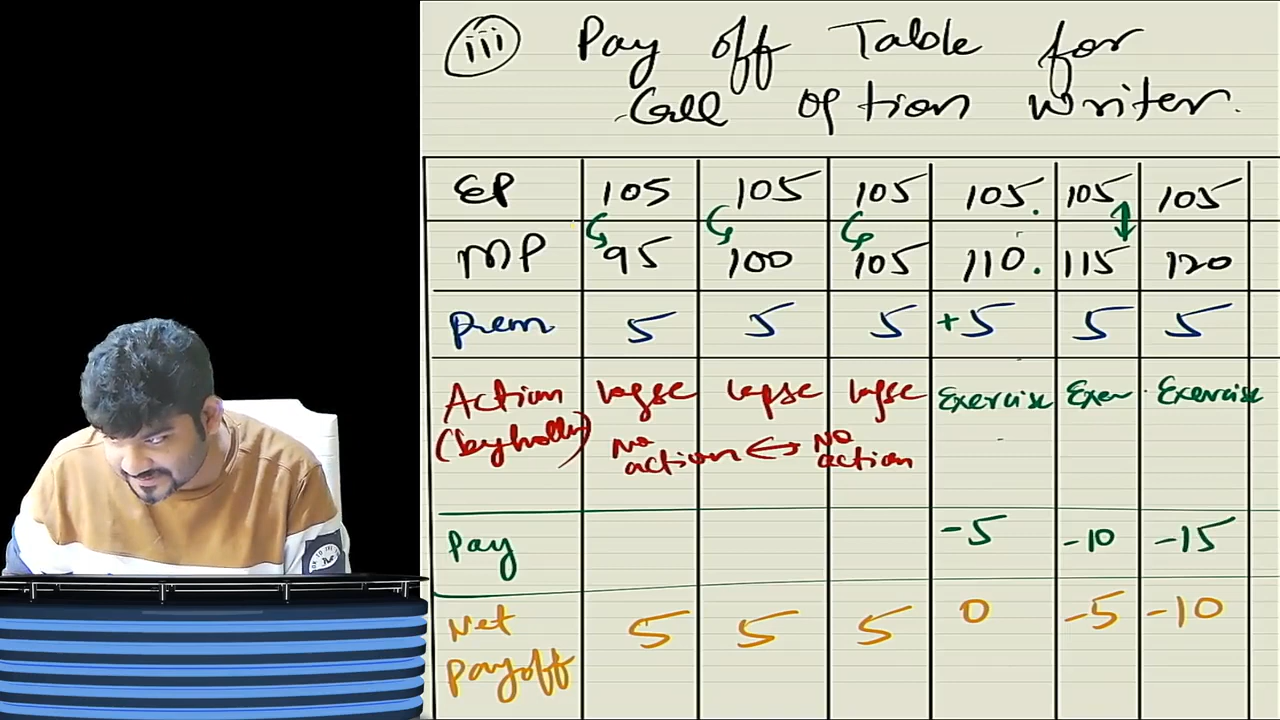 (iii) Pay off Table for
Call option writer.
EP 105 105 105 105. 105 105
MP 95 100 105 110. 115 120
Prem 5 5 5 +5 5 5
Action lapse lapse lapse Exercise Exer. Exercise
(by holder) No action ↔ No action
Pay -5 -10 -15
Net Payoff 5 5 5 0 -5 -10